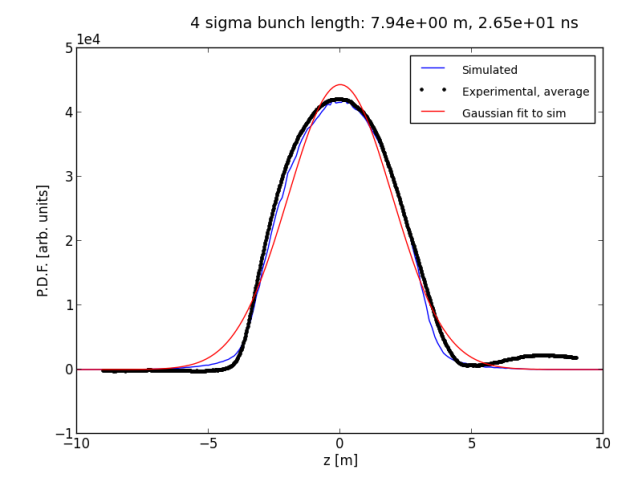 4 sigma bunch length: 7.94e+00 m, 2.65e+01 ns
1e4
5
4
3
2
1
0
−1
−10
−5
0
5
10
P.D.F. [arb. units]
z [m]
Simulated
Experimental, average
Gaussian fit to sim